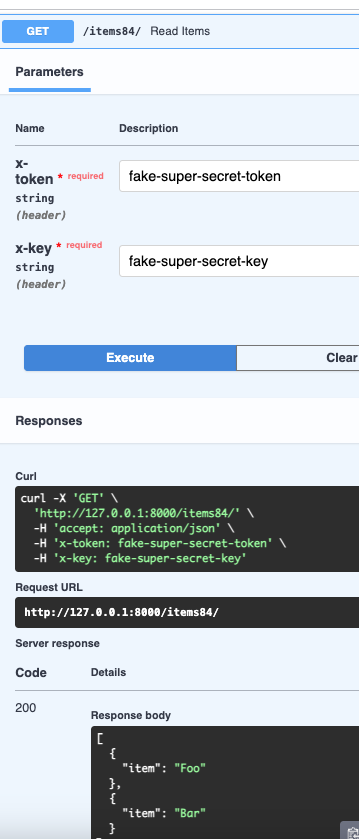 GET /items84/ Read Items
Parameters
Name Description
x-
token * required
string
(header)
fake-super-secret-token
x-key * required
string
(header)
fake-super-secret-key
Execute Clear
Responses
Curl
curl -X 'GET' \
'http://127.0.0.1:8000/items84/' \
-H 'accept: application/json' \
-H 'x-token: fake-super-secret-token' \
-H 'x-key: fake-super-secret-key'
Request URL
http://127.0.0.1:8000/items84/
Server response
Code Details
200
Response body
[
{
"item": "Foo"
},
{
"item": "Bar"
}